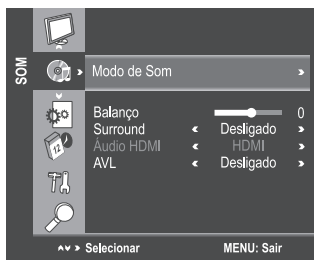 SOM
Modo de Som
Balanço 0
Surround Desligado
Áudio HDMI HDMI
AVL Desligado
Selecionar MENU: Sair